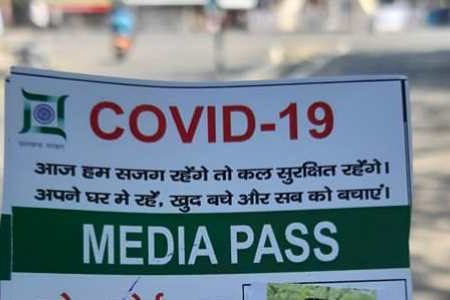 COVID-19
आज हम सजग रहेंगे तो कल सुरक्षित रहेंगे।
अपने घर मे रहें, खुद बचे और सब को बचाएं।
MEDIA PASS